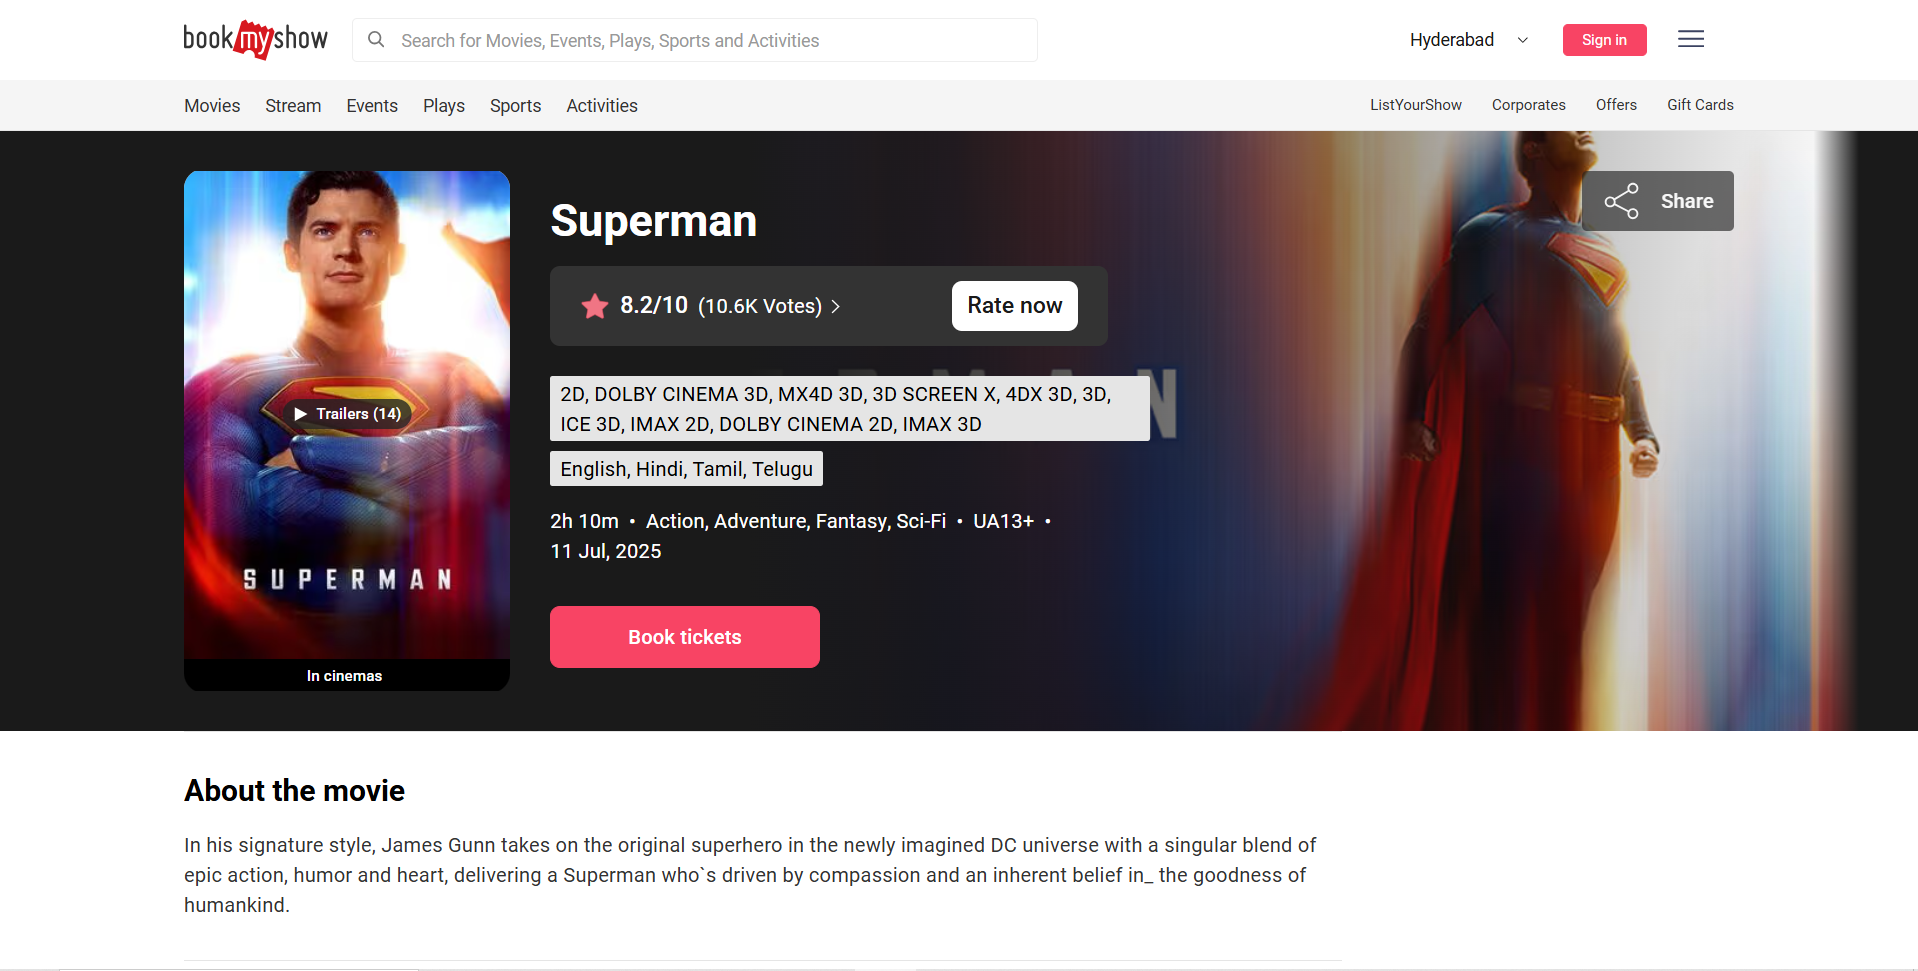 bookmyshow
Search for Movies, Events, Plays, Sports and Activities
Hyderabad
Sign in
Movies Stream Events Plays Sports Activities
ListYourShow Corporates Offers Gift Cards
Share
Superman
8.2/10 (10.6K Votes)
Rate now
2D, DOLBY CINEMA 3D, MX4D 3D, 3D SCREEN X, 4DX 3D, 3D,
ICE 3D, IMAX 2D, DOLBY CINEMA 2D, IMAX 3D
English, Hindi, Tamil, Telugu
2h 10m • Action, Adventure, Fantasy, Sci-Fi • UA13+ •
11 Jul, 2025
Book tickets
Trailers (14)
SUPERMAN
In cinemas
About the movie
In his signature style, James Gunn takes on the original superhero in the newly imagined DC universe with a singular blend of
epic action, humor and heart, delivering a Superman who`s driven by compassion and an inherent belief in_ the goodness of
humankind.